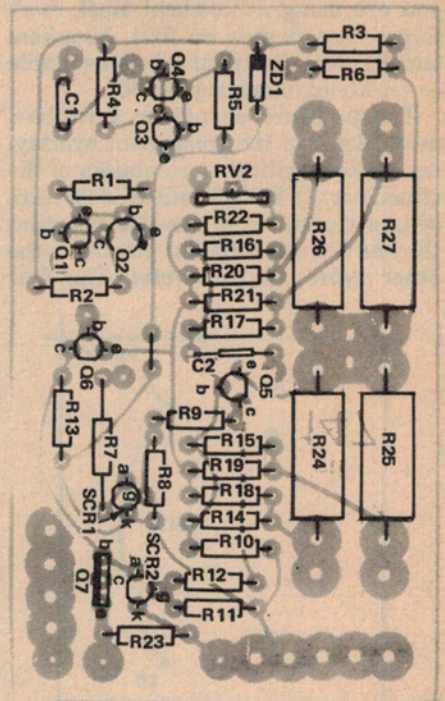 R3
R6
ZD1
R5
Q4
e
b
c
Q3
b
e
R4
C1
RV2
R1
R22
R16
R20
R21
R17
R26
R27
e
b
c
Q1
b
e
c
Q2
R2
C2
e
b
c
Q5
b
c
e
Q6
R13
R7
R9
R8
R15
R19
R18
R14
R10
R24
R25
a
g
k
SCR1
SCR2
a
g
k
R12
R11
b
c
e
Q7
R23